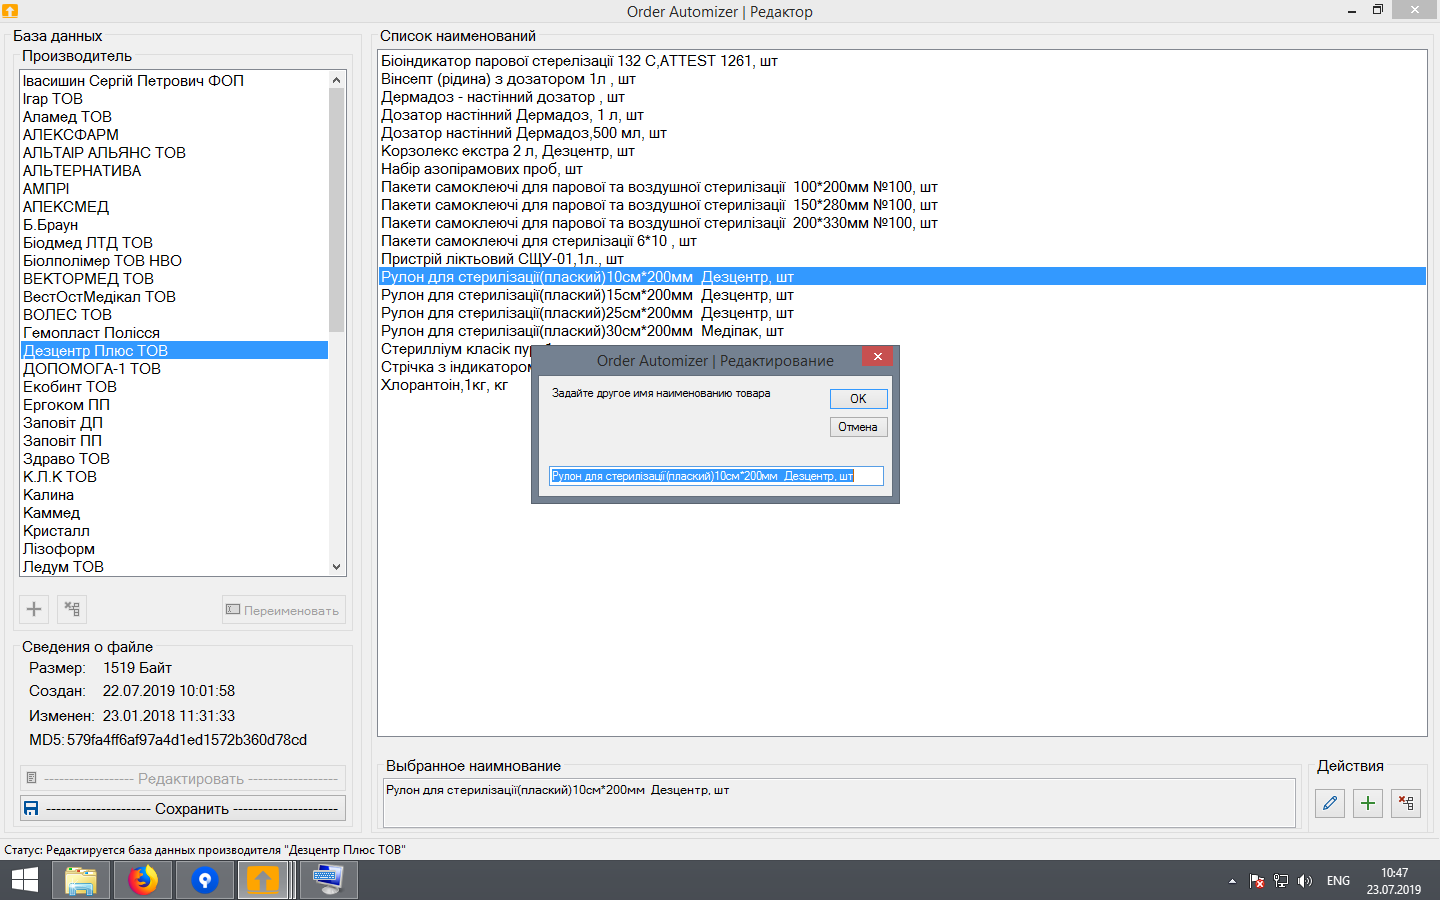 Order Automizer | Редактор
База данных
Производитель
Івасишин Сергій Петрович ФОП
Ігар ТОВ
Аламед ТОВ
АЛЕКСФАРМ
АЛЬТАІР АЛЬЯНС ТОВ
АЛЬТЕРНАТИВА
АМПРІ
АПЕКСМЕД
Б.Браун
Біодмед ЛТД ТОВ
Біолполімер ТОВ НВО
ВЕКТОРМЕД ТОВ
ВестОстМедікал ТОВ
ВОЛЕС ТОВ
Гемопласт Полісся
Дезцентр Плюс ТОВ
ДОПОМОГА-1 ТОВ
Екобинт ТОВ
Ергоком ПП
Заповіт ДП
Заповіт ПП
Здраво ТОВ
К.Л.К ТОВ
Калина
Каммед
Кристалл
Лізоформ
Ледум ТОВ
Переименовать
Сведения о файле
Размер: 1519 Байт
Создан: 22.07.2019 10:01:58
Изменен: 23.01.2018 11:31:33
MD5: 579fa4ff6af97a4d1ed1572b360d78cd
------------------ Редактировать ------------------
--------------------- Сохранить ---------------------
Список наименований
Біоіндикатор парової стерелізації 132 С,ATTEST 1261, шт
Вінсепт (рідина) з дозатором 1л , шт
Дермадоз - настінний дозатор , шт
Дозатор настінний Дермадоз, 1 л, шт
Дозатор настінний Дермадоз,500 мл, шт
Корзолекс екстра 2 л, Дезцентр, шт
Набір азопірамових проб, шт
Пакети самоклеючі для парової та воздушної стерилізації  100*200мм №100, шт
Пакети самоклеючі для парової та воздушної стерилізації  150*280мм №100, шт
Пакети самоклеючі для парової та воздушної стерилізації  200*330мм №100, шт
Пакети самоклеючі для стерилізації 6*10 , шт
Пристрій ліктьовий СЩУ-01,1л., шт
Рулон для стерилізації(плаский)10см*200мм  Дезцентр, шт
Рулон для стерилізації(плаский)15см*200мм  Дезцентр, шт
Рулон для стерилізації(плаский)25см*200мм  Дезцентр, шт
Рулон для стерилізації(плаский)30см*200мм  Медіпак, шт
Стерилліум класік
Стрічка з індикатором
Хлорантоін,1кг, кг
Order Automizer | Редактирование
Задайте другое имя наименованию товара
OK
Отмена
Рулон для стерилізації(плаский)10см*200мм  Дезцентр, шт
Выбранное наимнование
Рулон для стерилізації(плаский)10см*200мм  Дезцентр, шт
Действия
Статус: Редактируется база данных производителя "Дезцентр Плюс ТОВ"
ENG
10:47
23.07.2019